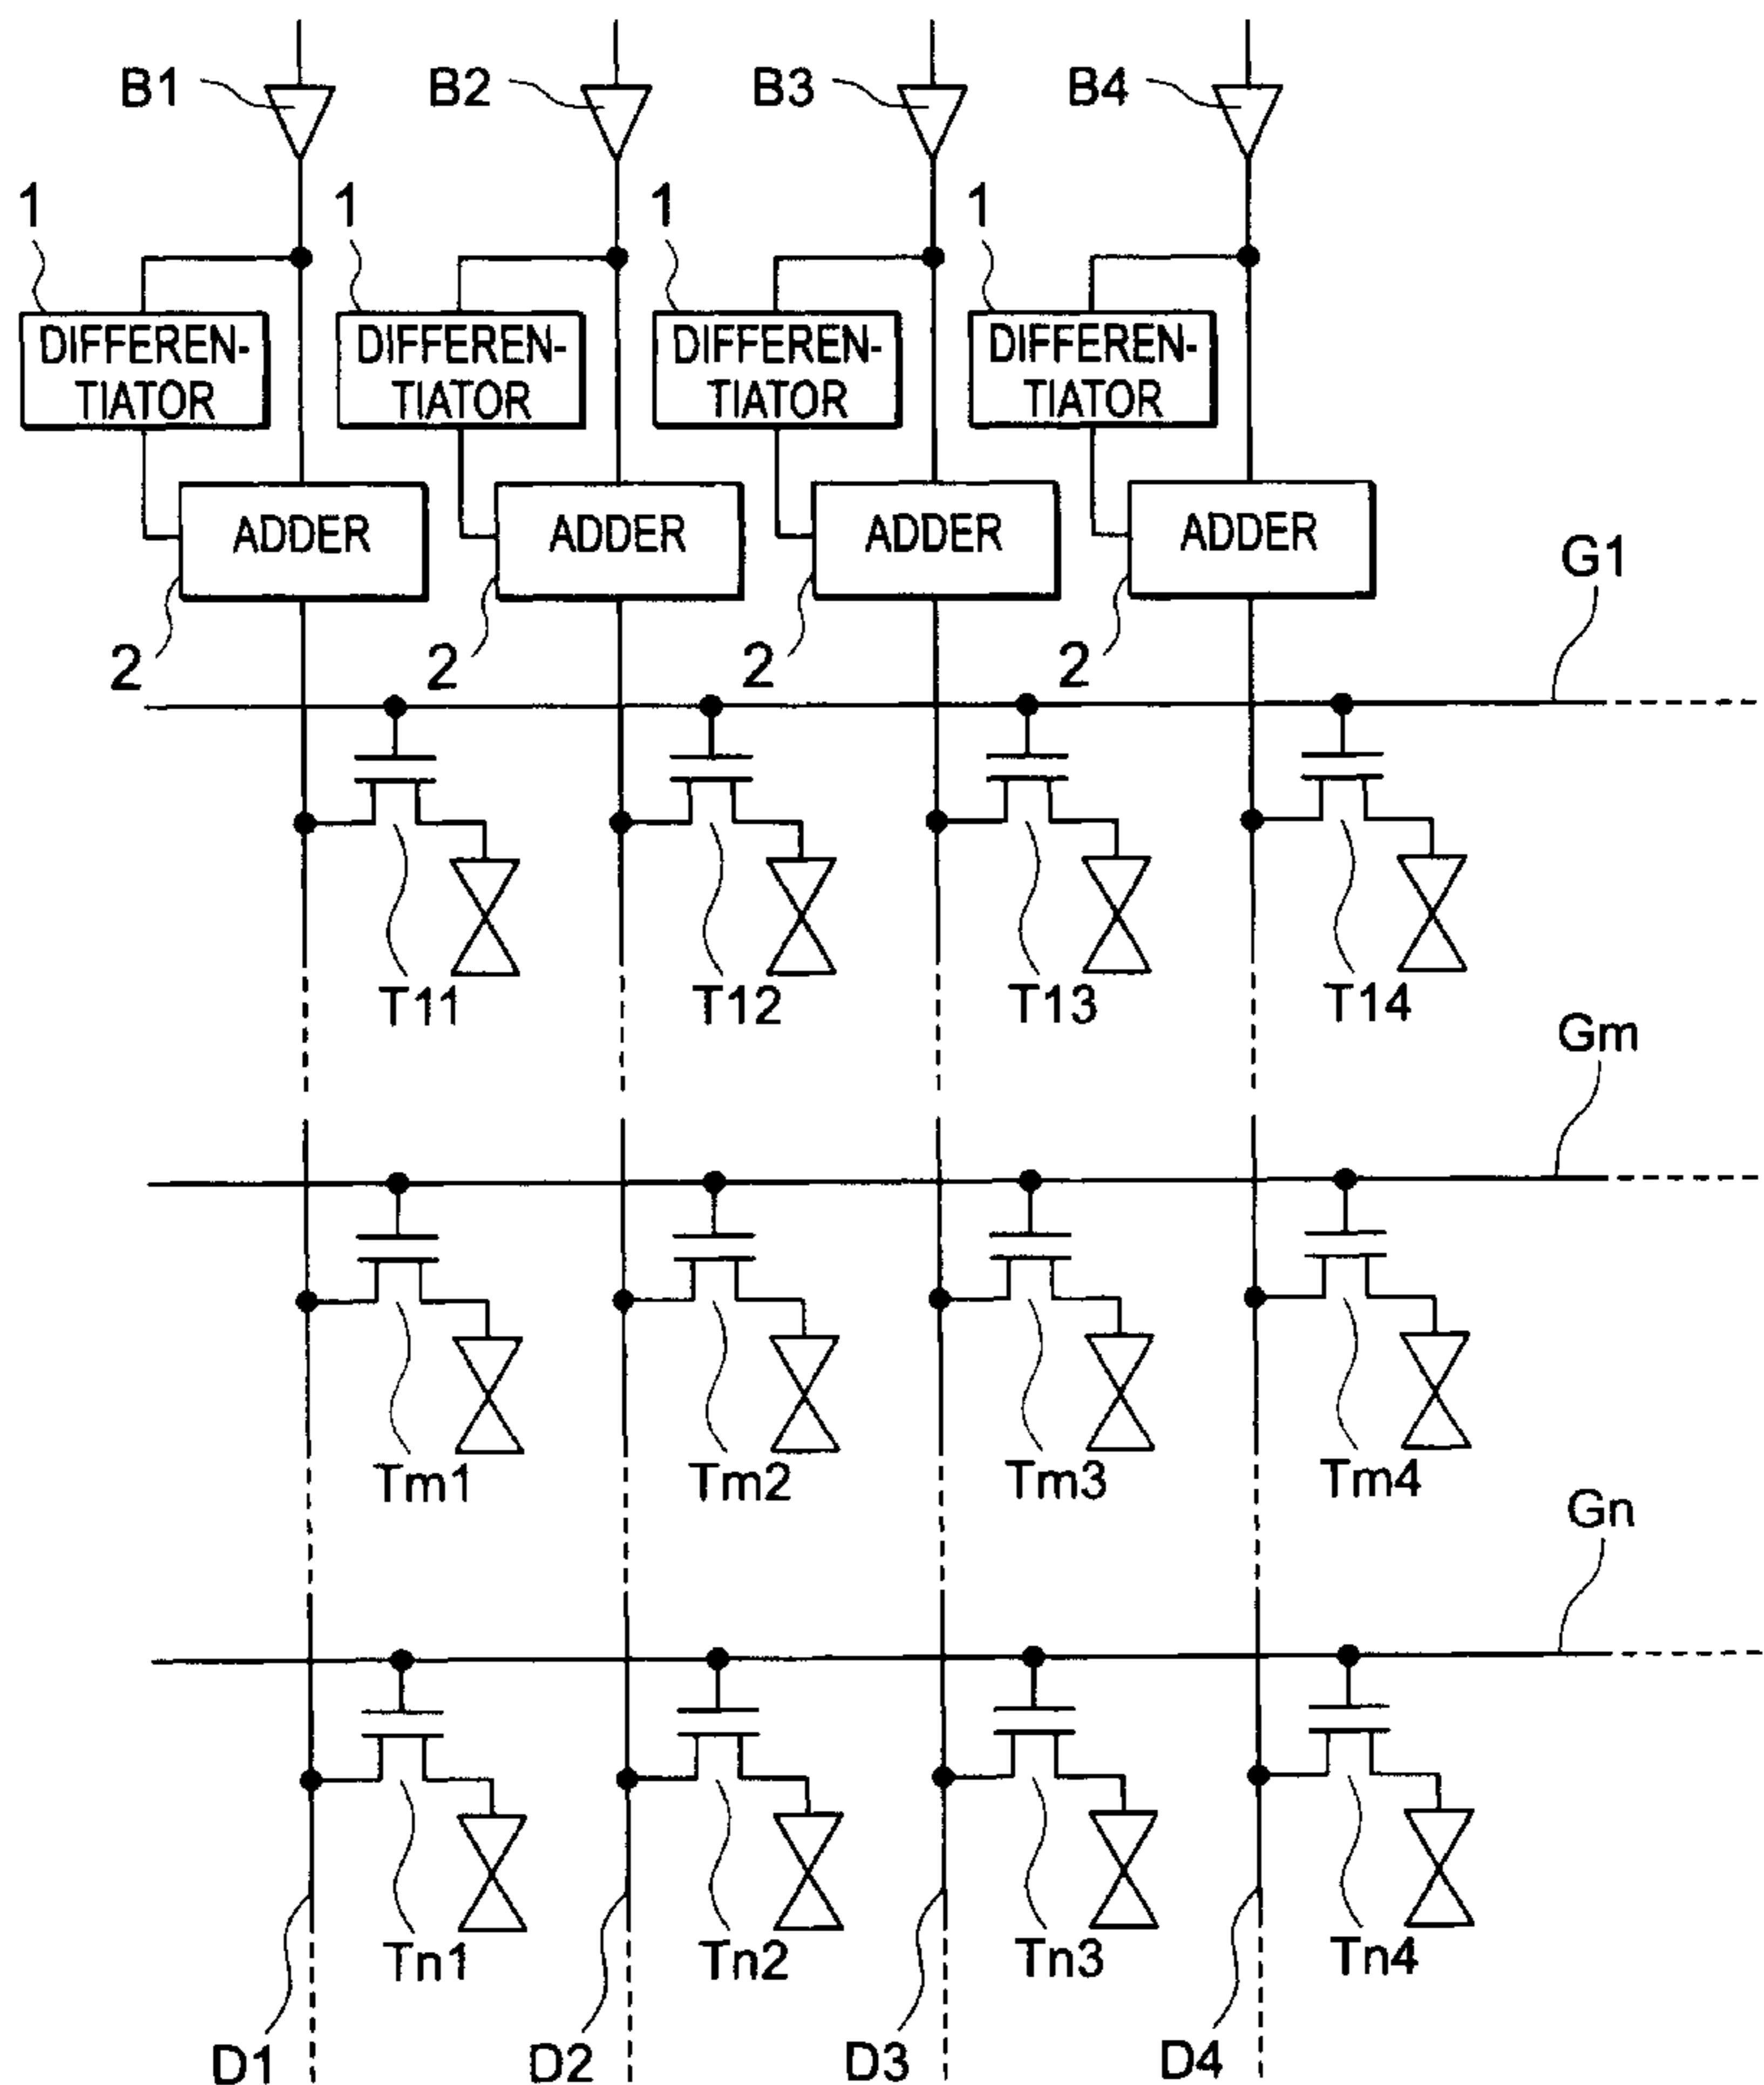 B1 B2 B3 B4
1 1 1 1
DIFFEREN- DIFFEREN- DIFFEREN- DIFFEREN-
TIATOR TIATOR TIATOR TIATOR
ADDER ADDER ADDER ADDER
G1
2 2 2 2
T11 T12 T13 T14
Gm
Tm1 Tm2 Tm3 Tm4
Gn
Tn1 Tn2 Tn3 Tn4
D1 D2 D3 D4